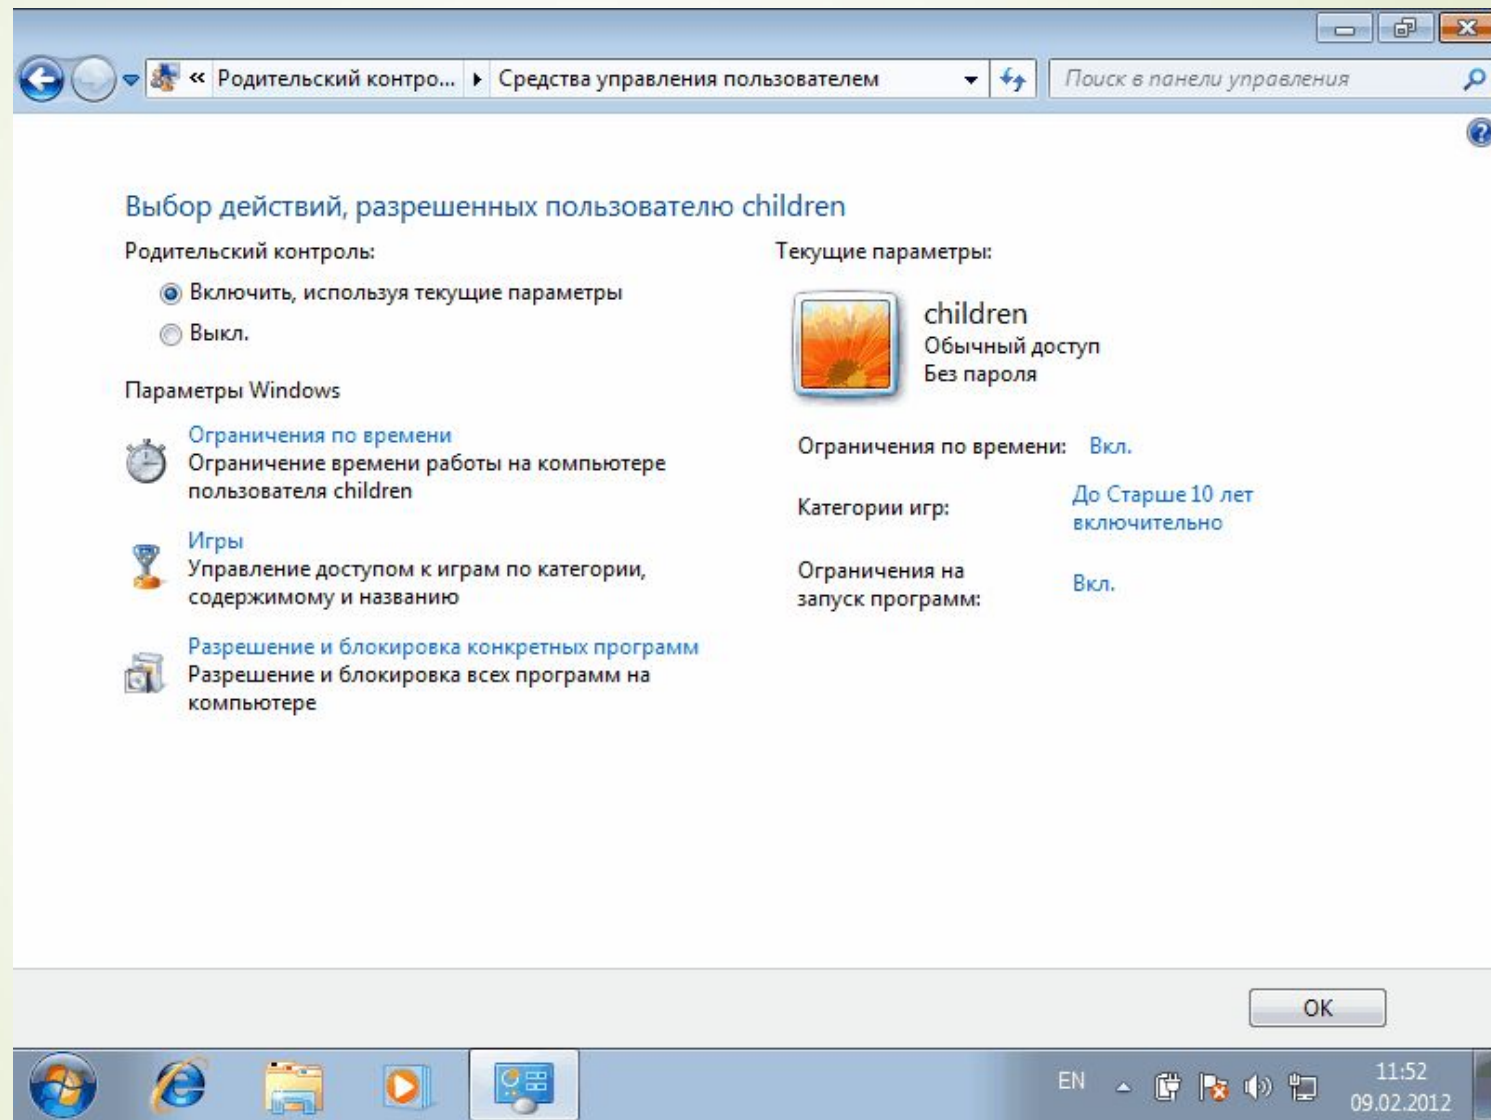 « Родительский контро... ▸ Средства управления пользователем
Поиск в панели управления
Выбор действий, разрешенных пользователю children
Родительский контроль:
Включить, используя текущие параметры
Выкл.
Параметры Windows
Ограничения по времени
Ограничение времени работы на компьютере
пользователя children
Игры
Управление доступом к играм по категории,
содержимому и названию
Разрешение и блокировка конкретных программ
Разрешение и блокировка всех программ на
компьютере
Текущие параметры:
children
Обычный доступ
Без пароля
Ограничения по времени: Вкл.
Категории игр:
До Старше 10 лет
включительно
Ограничения на
запуск программ:
Вкл.
OK
EN
11:52
09.02.2012